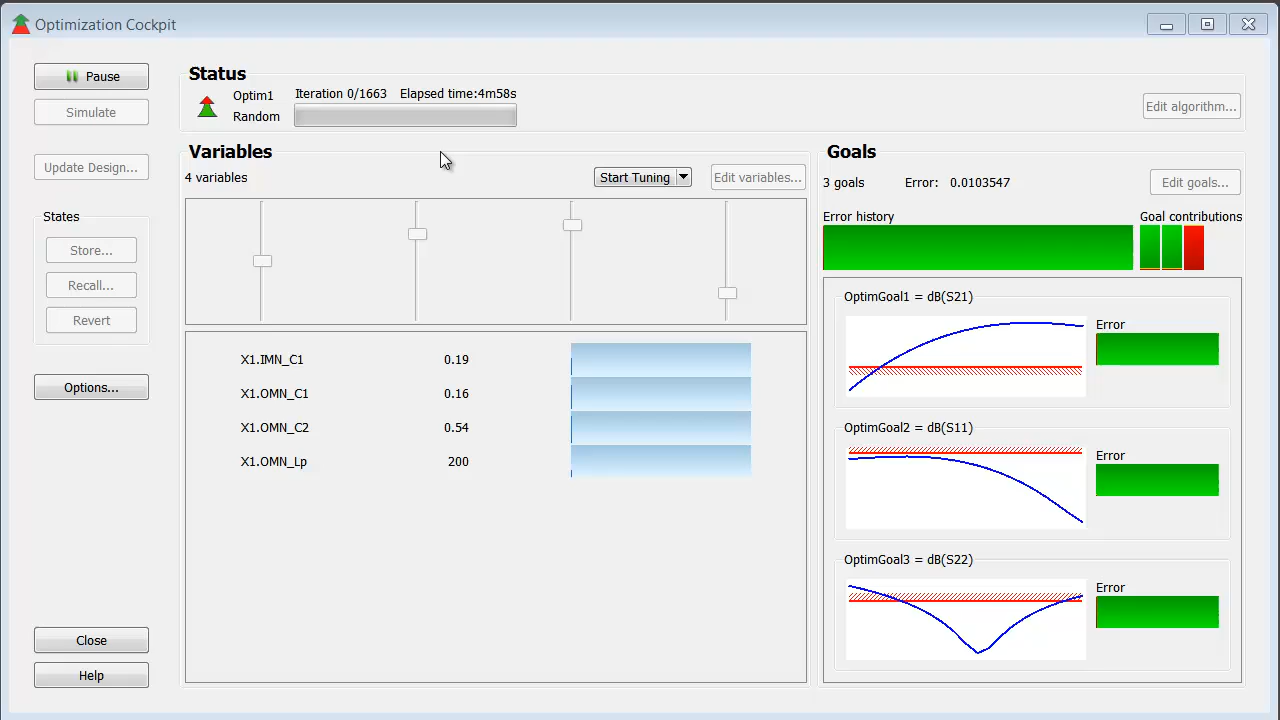 Optimization Cockpit
Pause
Simulate
Update Design...
States
Store...
Recall...
Revert
Options...
Close
Help
Status
Optim1
Random
Iteration 0/1663 Elapsed time:4m58s
Edit algorithm...
Variables
4 variables
Start Tuning
Edit variables...
X1.IMN_C1 0.19
X1.OMN_C1 0.16
X1.OMN_C2 0.54
X1.OMN_Lp 200
Goals
3 goals Error: 0.0103547
Edit goals...
Error history
Goal contributions
OptimGoal1 = dB(S21)
Error
OptimGoal2 = dB(S11)
Error
OptimGoal3 = dB(S22)
Error